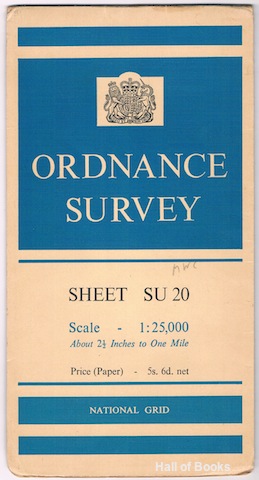 ORDNANCE
SURVEY
MWC
SHEET SU 20
Scale - 1:25,000
About 2½ Inches to One Mile
Price (Paper) - 5s. 6d. net
NATIONAL GRID
Hall of Books